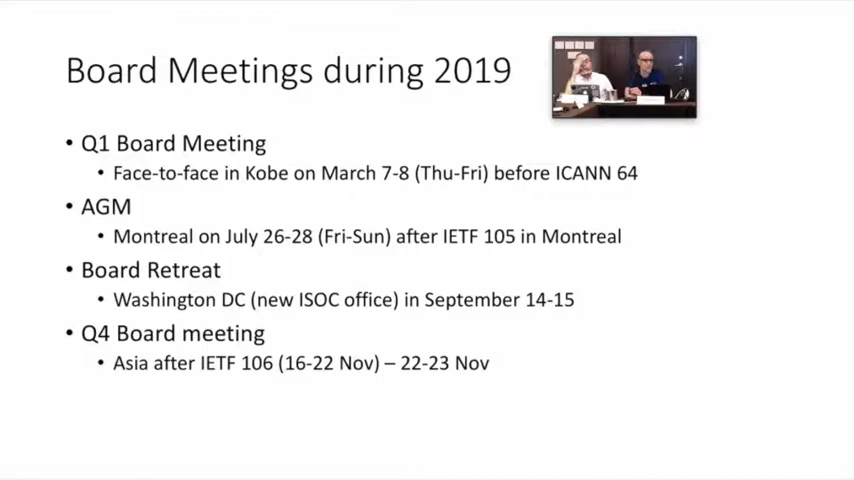 Board Meetings during 2019
• Q1 Board Meeting
• Face-to-face in Kobe on March 7-8 (Thu-Fri) before ICANN 64
• AGM
• Montreal on July 26-28 (Fri-Sun) after IETF 105 in Montreal
• Board Retreat
• Washington DC (new ISOC office) in September 14-15
• Q4 Board meeting
• Asia after IETF 106 (16-22 Nov) – 22-23 Nov